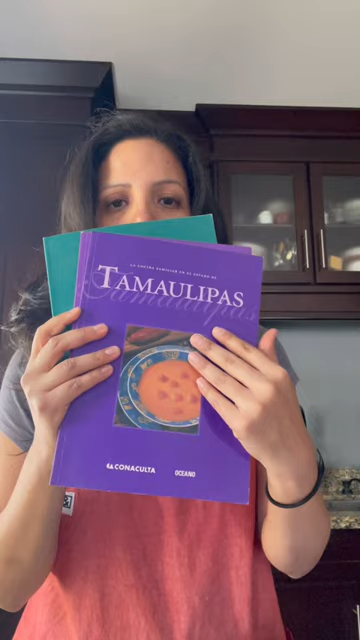 LA COCINA FAMILIAR EN EL ESTADO DE
TAMAULIPAS
Tamaulipas
CONACULTA
OCEANO